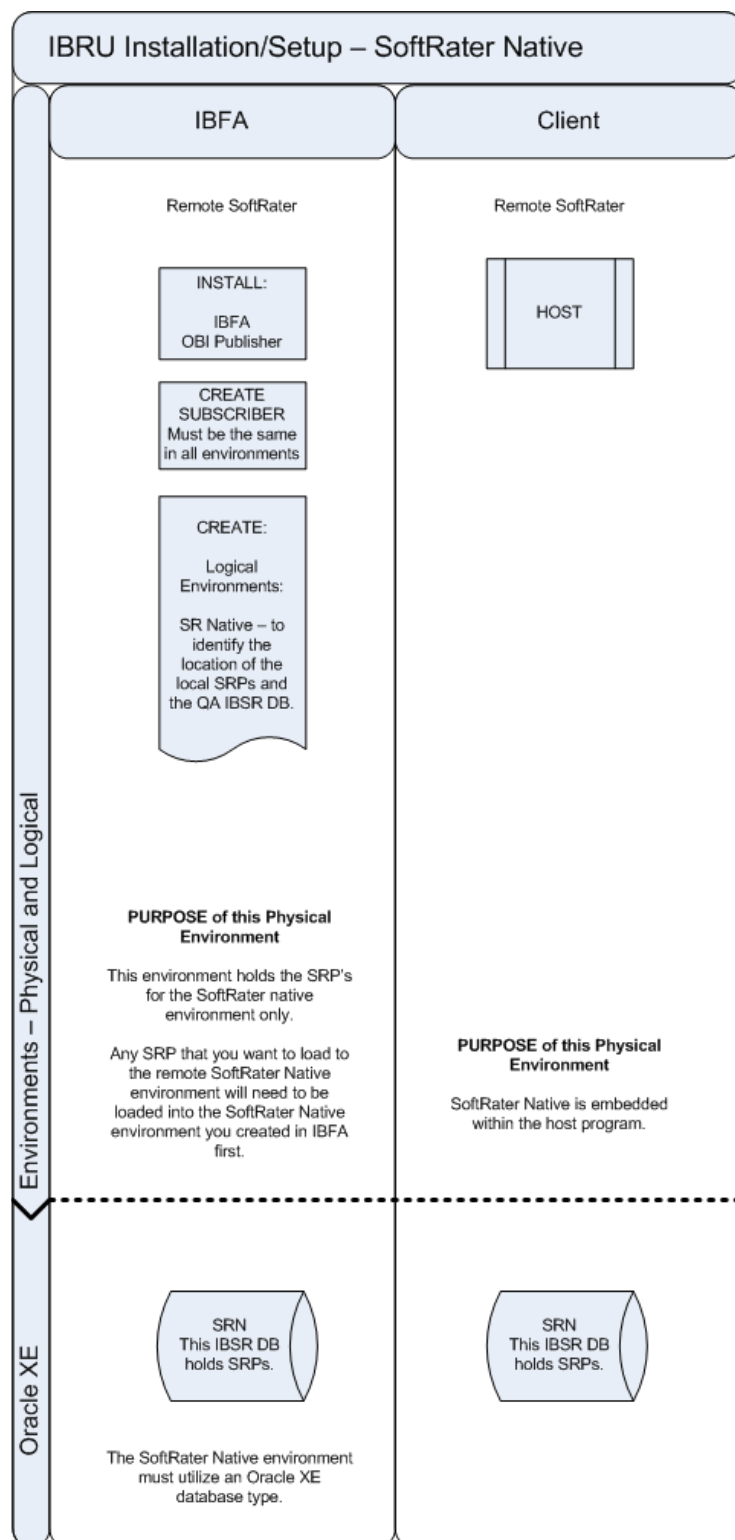 IBRU Installation/Setup – SoftRater Native
IBFA
Client
Remote SoftRater
Remote SoftRater
INSTALL:
IBFA
OBI Publisher
HOST
CREATE
SUBSCRIBER
Must be the same
in all environments
CREATE:
Logical
Environments:
SR Native – to
identify the
location of the
local SRPs and
the QA IBSR DB.
Environments – Physical and Logical
PURPOSE of this Physical
Environment
This environment holds the SRP's
for the SoftRater native
environment only.
Any SRP that you want to load to
the remote SoftRater Native
environment will need to be
loaded into the SoftRater Native
environment you created in IBFA
first.
PURPOSE of this Physical
Environment
SoftRater Native is embedded
within the host program.
Oracle XE
SRN
This IBSR DB
holds SRPs.
SRN
This IBSR DB
holds SRPs.
The SoftRater Native environment
must utilize an Oracle XE
database type.